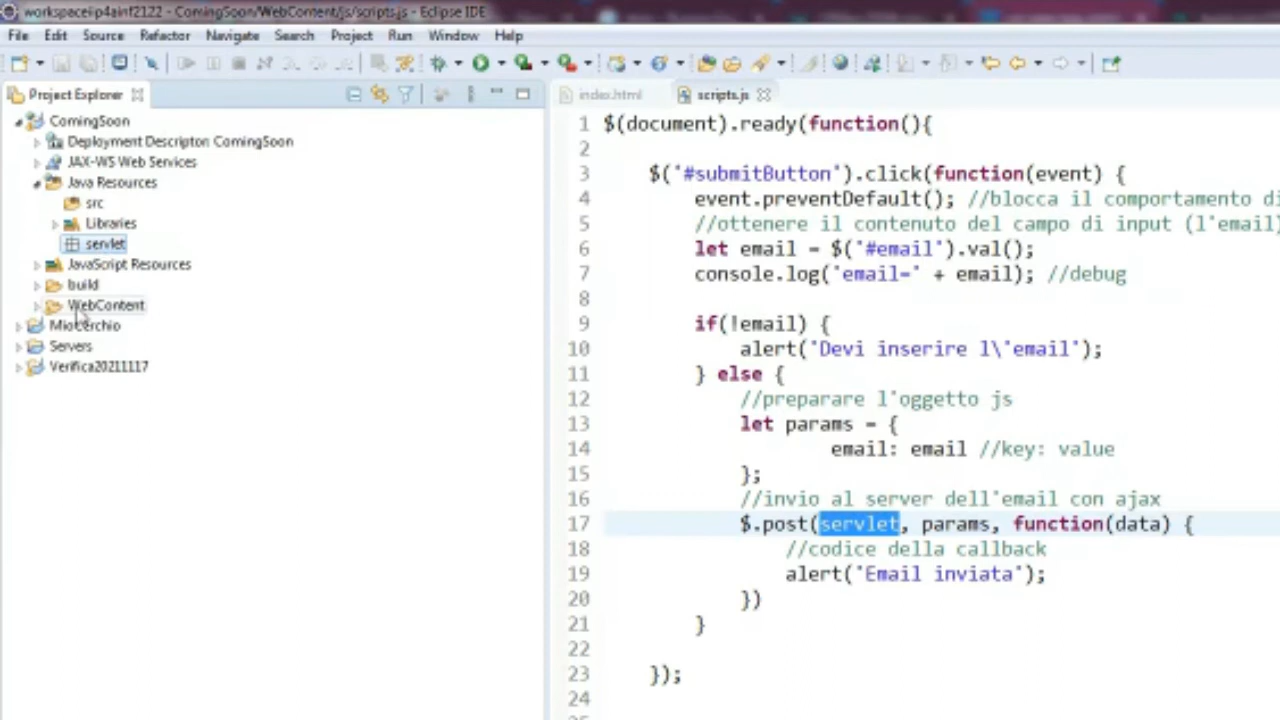 workspaceiip4ainf2122 - ComingSoon/WebContent/js/scripts.js - Eclipse IDE
File Edit Source Refactor Navigate Search Project Run Window Help
Project Explorer
index.html scripts.js
ComingSoon
Deployment Descriptor: ComingSoon
JAX-WS Web Services
Java Resources
src
Libraries
servlet
JavaScript Resources
build
WebContent
MioCerchio
Servers
Verifica20211117
1 $(document).ready(function(){
2
3 $('#submitButton').click(function(event) {
4 event.preventDefault(); //blocca il comportamento di
5 //ottenere il contenuto del campo di input (l'email)
6 let email = $('#email').val();
7 console.log('email=' + email); //debug
8
9 if(!email) {
10 alert('Devi inserire l\'email');
11 } else {
12 //preparare l'oggetto js
13 let params = {
14 email: email //key: value
15 };
16 //invio al server dell'email con ajax
17 $.post(servlet, params, function(data) {
18 //codice della callback
19 alert('Email inviata');
20 })
21 }
22
23 });
24